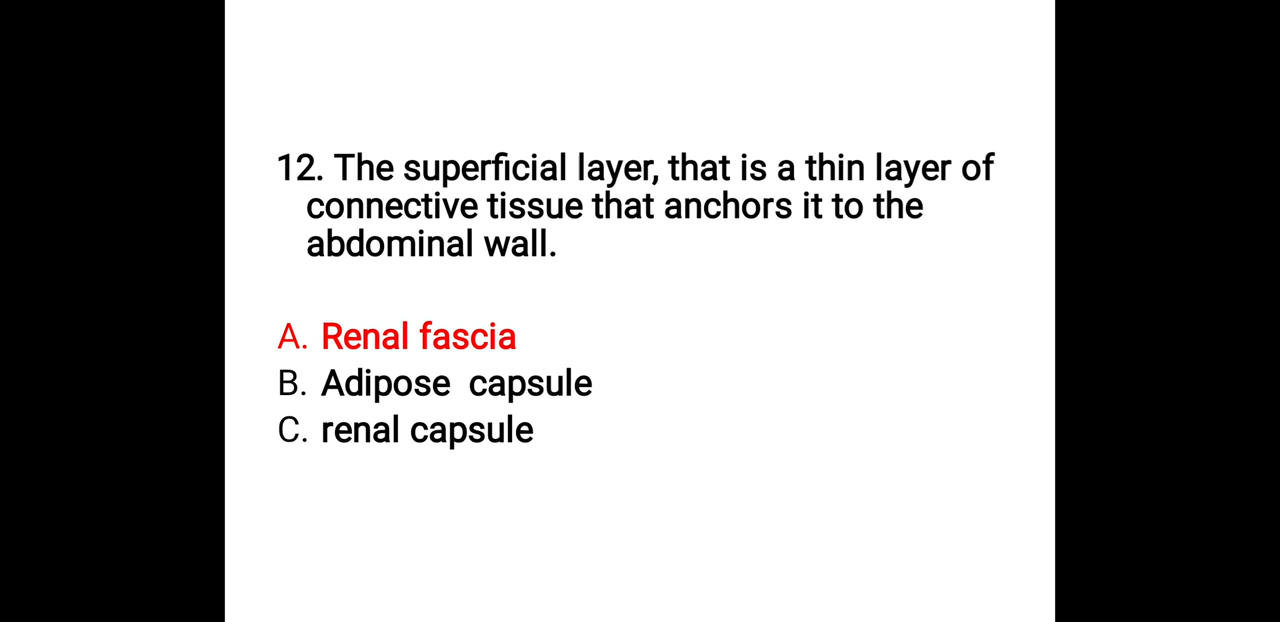 12. The superficial layer, that is a thin layer of
connective tissue that anchors it to the
abdominal wall.
A. Renal fascia
B. Adipose capsule
C. renal capsule